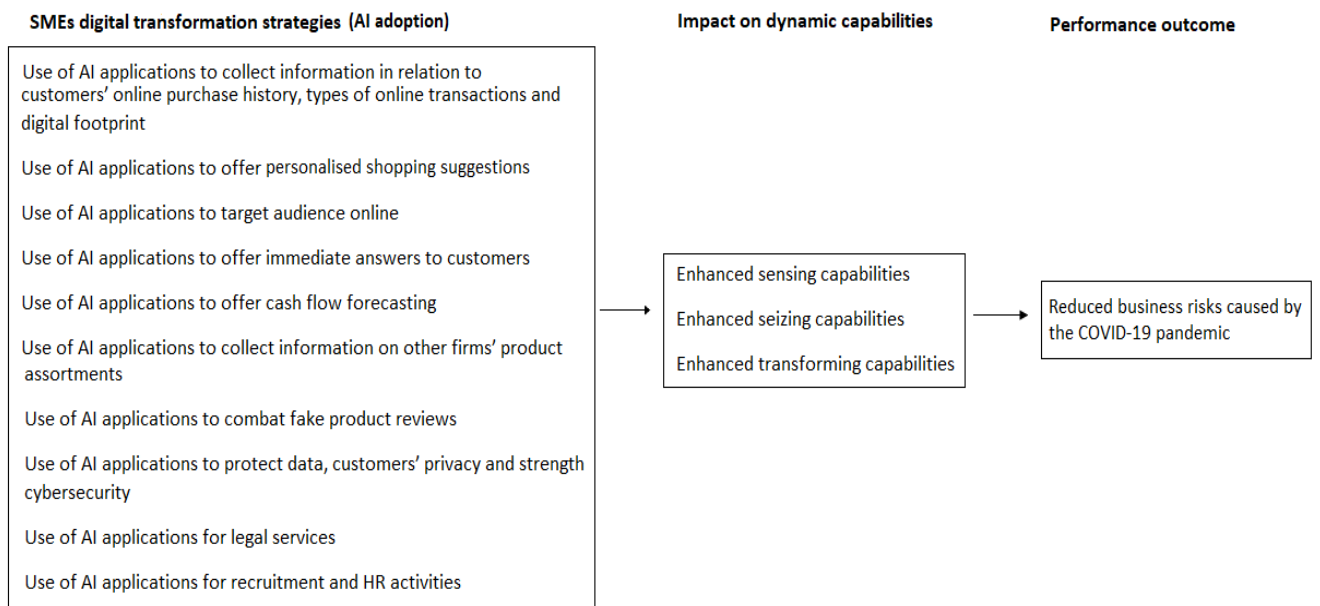 SMEs digital transformation strategies (AI adoption)
Impact on dynamic capabilities
Performance outcome
Use of AI applications to collect information in relation to
customers' online purchase history, types of online transactions and
digital footprint
Use of AI applications to offer personalised shopping suggestions
Use of AI applications to target audience online
Use of AI applications to offer immediate answers to customers
Use of AI applications to offer cash flow forecasting
Use of AI applications to collect information on other firms' product
assortments
Use of AI applications to combat fake product reviews
Use of AI applications to protect data, customers' privacy and strength
cybersecurity
Use of AI applications for legal services
Use of AI applications for recruitment and HR activities
Enhanced sensing capabilities
Enhanced seizing capabilities
Enhanced transforming capabilities
Reduced business risks caused by
the COVID-19 pandemic